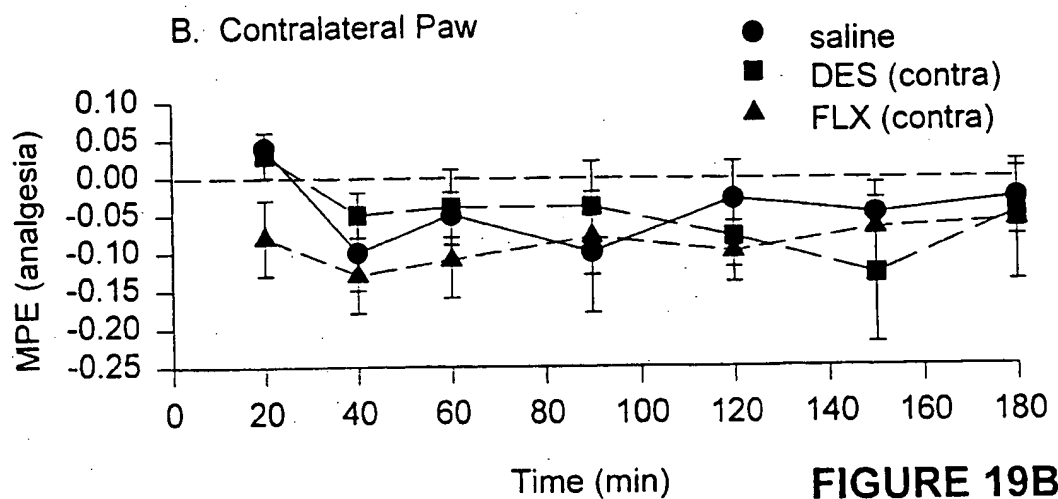 B. Contralateral Paw
saline
DES (contra)
FLX (contra)
MPE (analgesia)
0.10
0.05
0.00
-0.05
-0.10
-0.15
-0.20
-0.25
0 20 40 60 80 100 120 140 160 180
Time (min)
FIGURE 19B